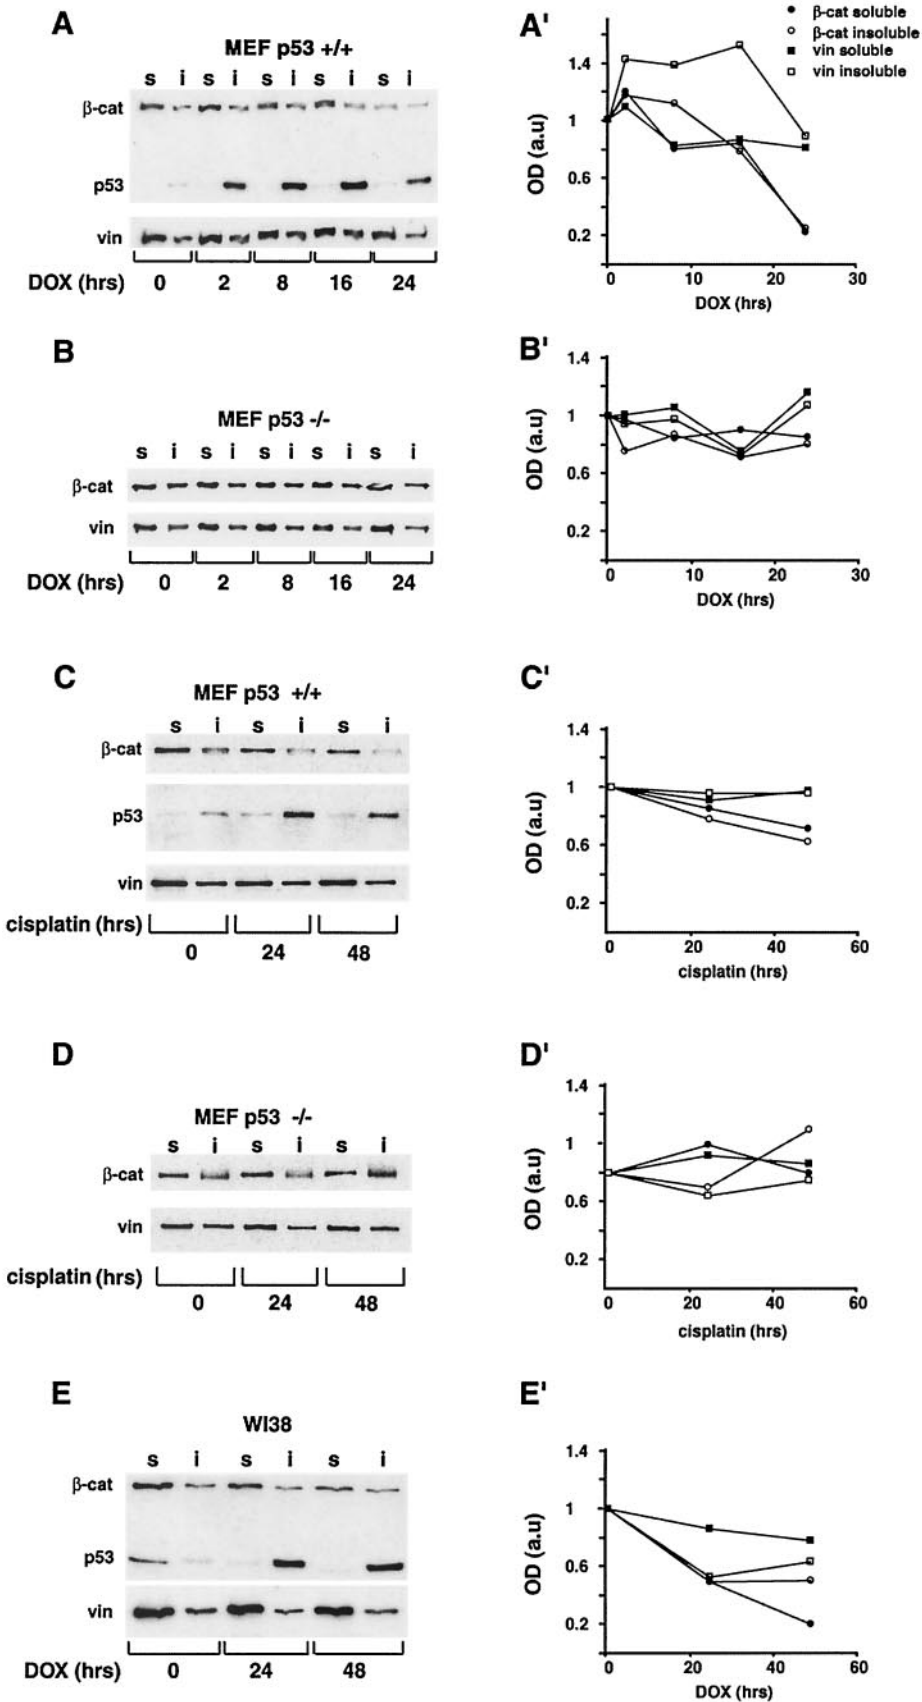 A
MEF p53 +/+
s i s i s i s i s i
β-cat
p53
vin
DOX (hrs) 0 2 8 16 24
A'
β-cat soluble
β-cat insoluble
vin soluble
vin insoluble
OD (a.u)
1.4
1
0.6
0.2
0 10 20 30
DOX (hrs)
B
MEF p53 -/-
s i s i s i s i s i
β-cat
vin
DOX (hrs) 0 2 8 16 24
B'
OD (a.u)
1.4
1
0.6
0.2
0 10 20 30
DOX (hrs)
C
MEF p53 +/+
s i s i s i
β-cat
p53
vin
cisplatin (hrs)
0 24 48
C'
OD (a.u)
1.4
1
0.6
0.2
0 20 40 60
cisplatin (hrs)
D
MEF p53 -/-
s i s i s i
β-cat
vin
cisplatin (hrs)
0 24 48
D'
OD (a.u)
1.4
1
0.6
0.2
0 20 40 60
cisplatin (hrs)
E
WI38
s i s i s i
β-cat
p53
vin
DOX (hrs) 0 24 48
E'
OD (a.u)
1.4
1
0.6
0.2
0 20 40 60
DOX (hrs)